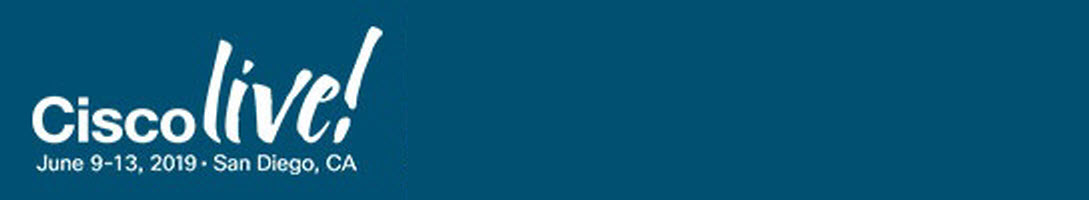 Cisco live!
June 9-13, 2019 · San Diego, CA